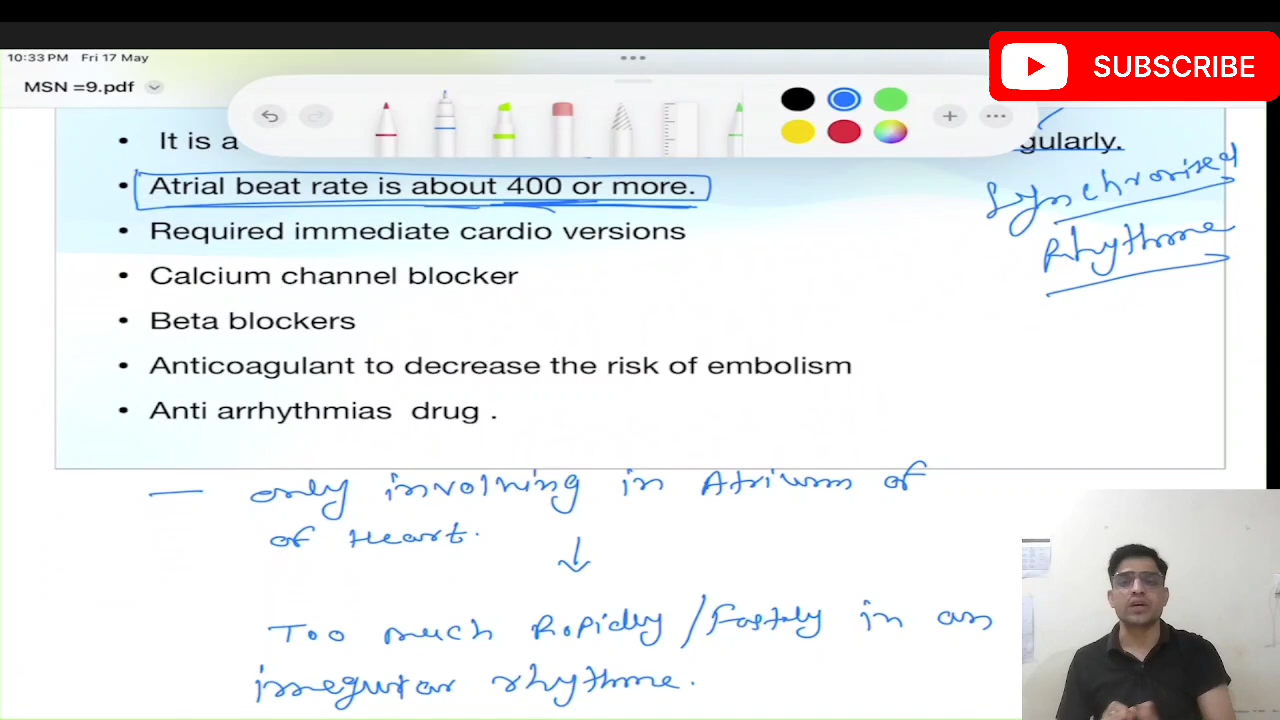 10:33 PM Fri 17 May
SUBSCRIBE
MSN =9.pdf
• It is a
gularly.
• Atrial beat rate is about 400 or more.
Synchronised
Rhythme
• Required immediate cardio versions
• Calcium channel blocker
• Beta blockers
• Anticoagulant to decrease the risk of embolism
• Anti arrhythmias drug .
— only involving in Atrium of
of Heart.
↓
Too much Rapidly / Fastly in an
irregular rhythme.